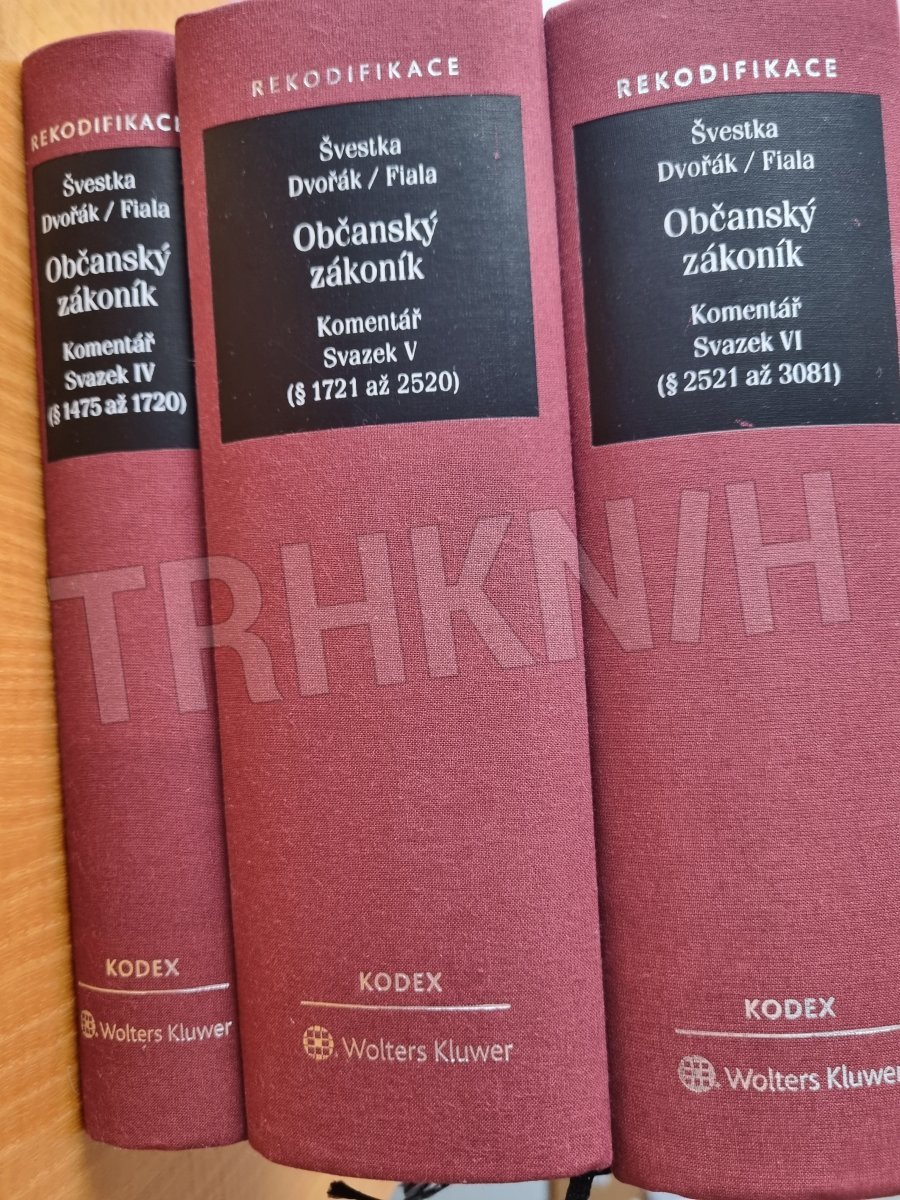 REKODIFIKACE
Švestka
Dvořák / Fiala
Občanský
zákoník
Komentář
Svazek IV
(§ 1475 až 1720)
KODEX
Wolters Kluwer
REKODIFIKACE
Švestka
Dvořák / Fiala
Občanský
zákoník
Komentář
Svazek V
(§ 1721 až 2520)
KODEX
Wolters Kluwer
REKODIFIKACE
Švestka
Dvořák / Fiala
Občanský
zákoník
Komentář
Svazek VI
(§ 2521 až 3081)
KODEX
Wolters Kluwer
TRHKN/H